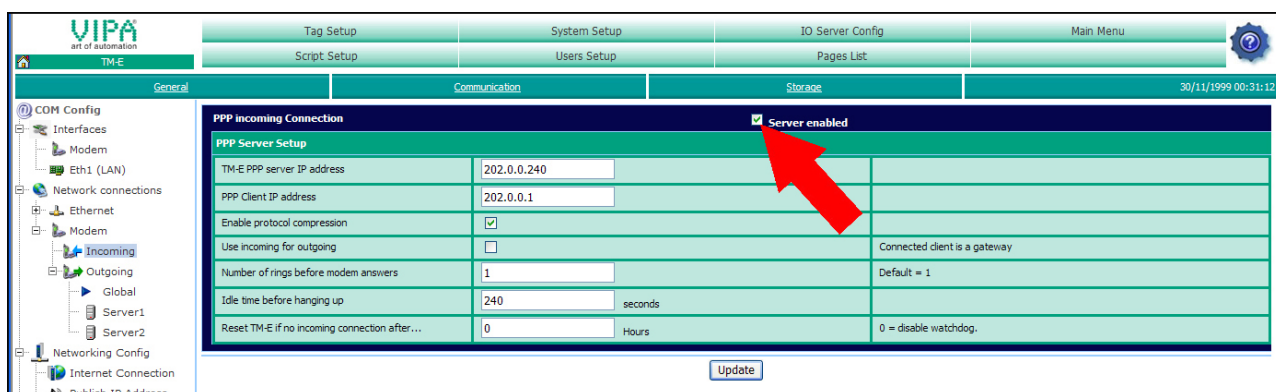 VIPA
art of automation
TM-E
Tag Setup
System Setup
IO Server Config
Main Menu
Script Setup
Users Setup
Pages List
General
Communication
Storage
30/11/1999 00:31:12
COM Config
Interfaces
Modem
Eth1 (LAN)
Network connections
Ethernet
Modem
Incoming
Outgoing
Global
Server1
Server2
Networking Config
Internet Connection
Publish IP Address
PPP incoming Connection
Server enabled
PPP Server Setup
TM-E PPP server IP address
202.0.0.240
PPP Client IP address
202.0.0.1
Enable protocol compression
Use incoming for outgoing
Connected client is a gateway
Number of rings before modem answers
1
Default = 1
Idle time before hanging up
240
seconds
Reset TM-E if no incoming connection after...
0
Hours
0 = disable watchdog.
Update